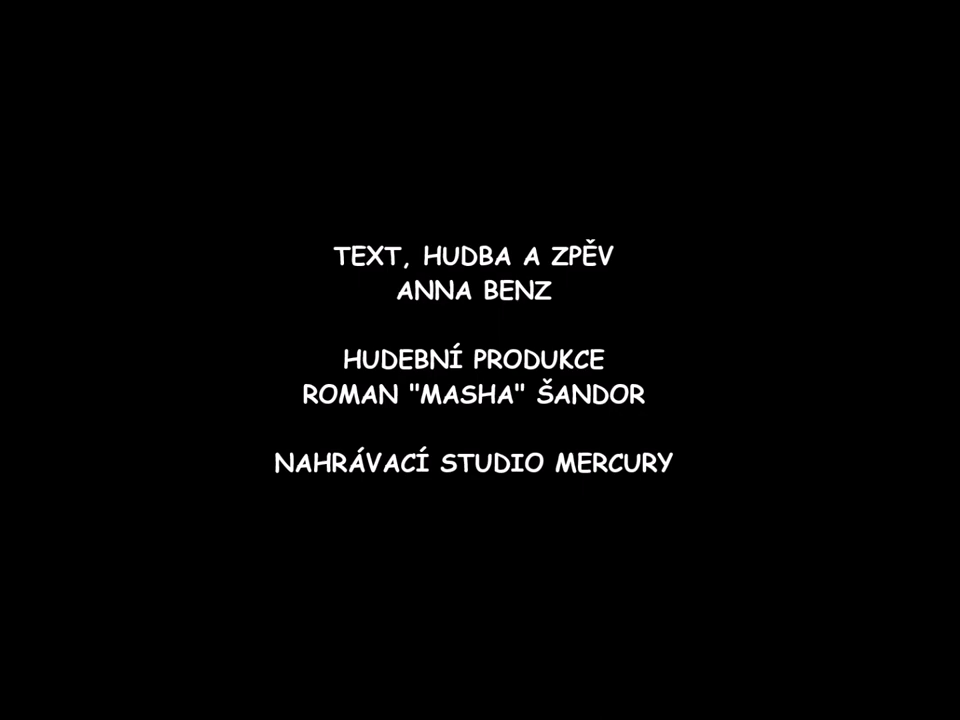 TEXT, HUDBA A ZPĚV
ANNA BENZ
HUDEBNÍ PRODUKCE
ROMAN "MASHA" ŠANDOR
NAHRÁVACÍ STUDIO MERCURY